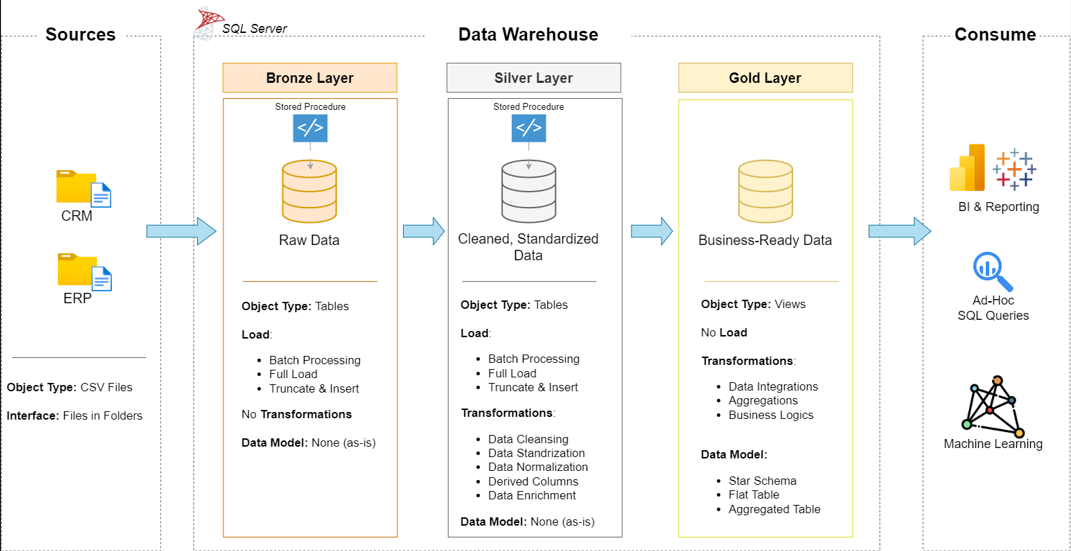 Sources
SQL Server
Data Warehouse
Consume
Bronze Layer
Silver Layer
Gold Layer
Stored Procedure
</>
Raw Data
Object Type: Tables
Load:
• Batch Processing
• Full Load
• Truncate & Insert
No Transformations
Data Model: None (as-is)
Stored Procedure
</>
Cleaned, Standardized
Data
Object Type: Tables
Load:
• Batch Processing
• Full Load
• Truncate & Insert
Transformations:
• Data Cleansing
• Data Standrization
• Data Normalization
• Derived Columns
• Data Enrichment
Data Model: None (as-is)
Business-Ready Data
Object Type: Views
No Load
Transformations:
• Data Integrations
• Aggregations
• Business Logics
Data Model:
• Star Schema
• Flat Table
• Aggregated Table
CRM
ERP
Object Type: CSV Files
Interface: Files in Folders
BI & Reporting
Ad-Hoc
SQL Queries
Machine Learning